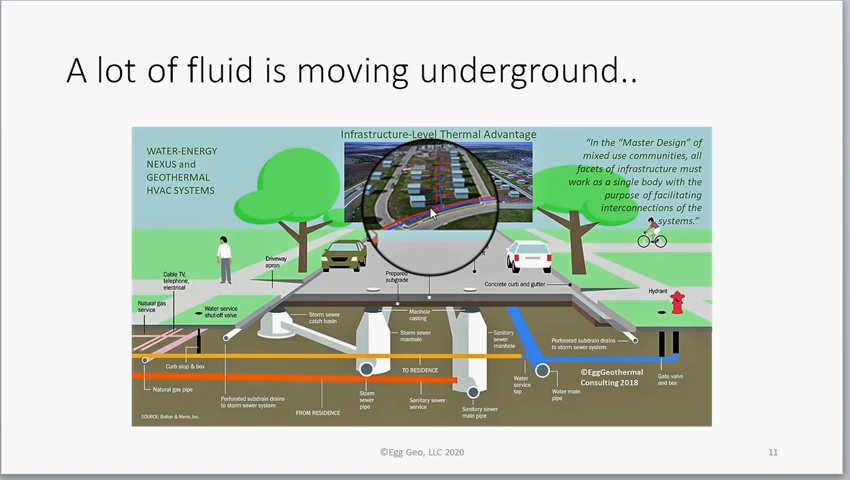 A lot of fluid is moving underground..
Infrastructure-Level Thermal Advantage
WATER-ENERGY
NEXUS and
GEOTHERMAL
HVAC SYSTEMS
“In the “Master Design” of
mixed use communities, all
facets of infrastructure must
work as a single body with the
purpose of facilitating
interconnections of the
systems.”
Cable TV,
telephone,
electrical
Driveway
apron
Prepared
subgrade
Concrete curb and gutter
Hydrant
Natural gas
service
Water service
shut-off valve
Storm sewer
catch basin
Manhole
casting
Storm sewer
manhole
Sanitary
sewer
manhole
Perforated subdrain drains
to storm sewer system
Curb stop & box
TO RESIDENCE
Natural gas pipe
Perforated subdrain drains
to storm sewer system
FROM RESIDENCE
Storm
sewer
pipe
Sanitary sewer
service
Sanitary sewer
main pipe
Water
service
tap
Water main
pipe
©EggGeothermal
Consulting 2018
Gate valve
and box
SOURCE: Bolton & Menk, Inc.
©Egg Geo, LLC 2020
11